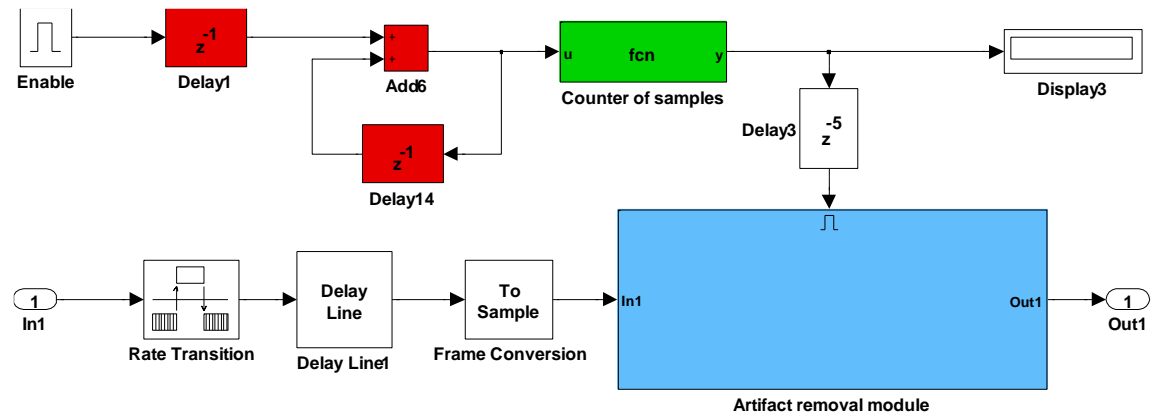 Enable
z-1
Delay1
+
+
Add6
u
fcn
y
Counter of samples
Display3
z-1
Delay14
Delay3
z-5
1
In1
Rate Transition
Delay
Line
Delay Line1
To
Sample
Frame Conversion
In1
Out1
Artifact removal module
1
Out1